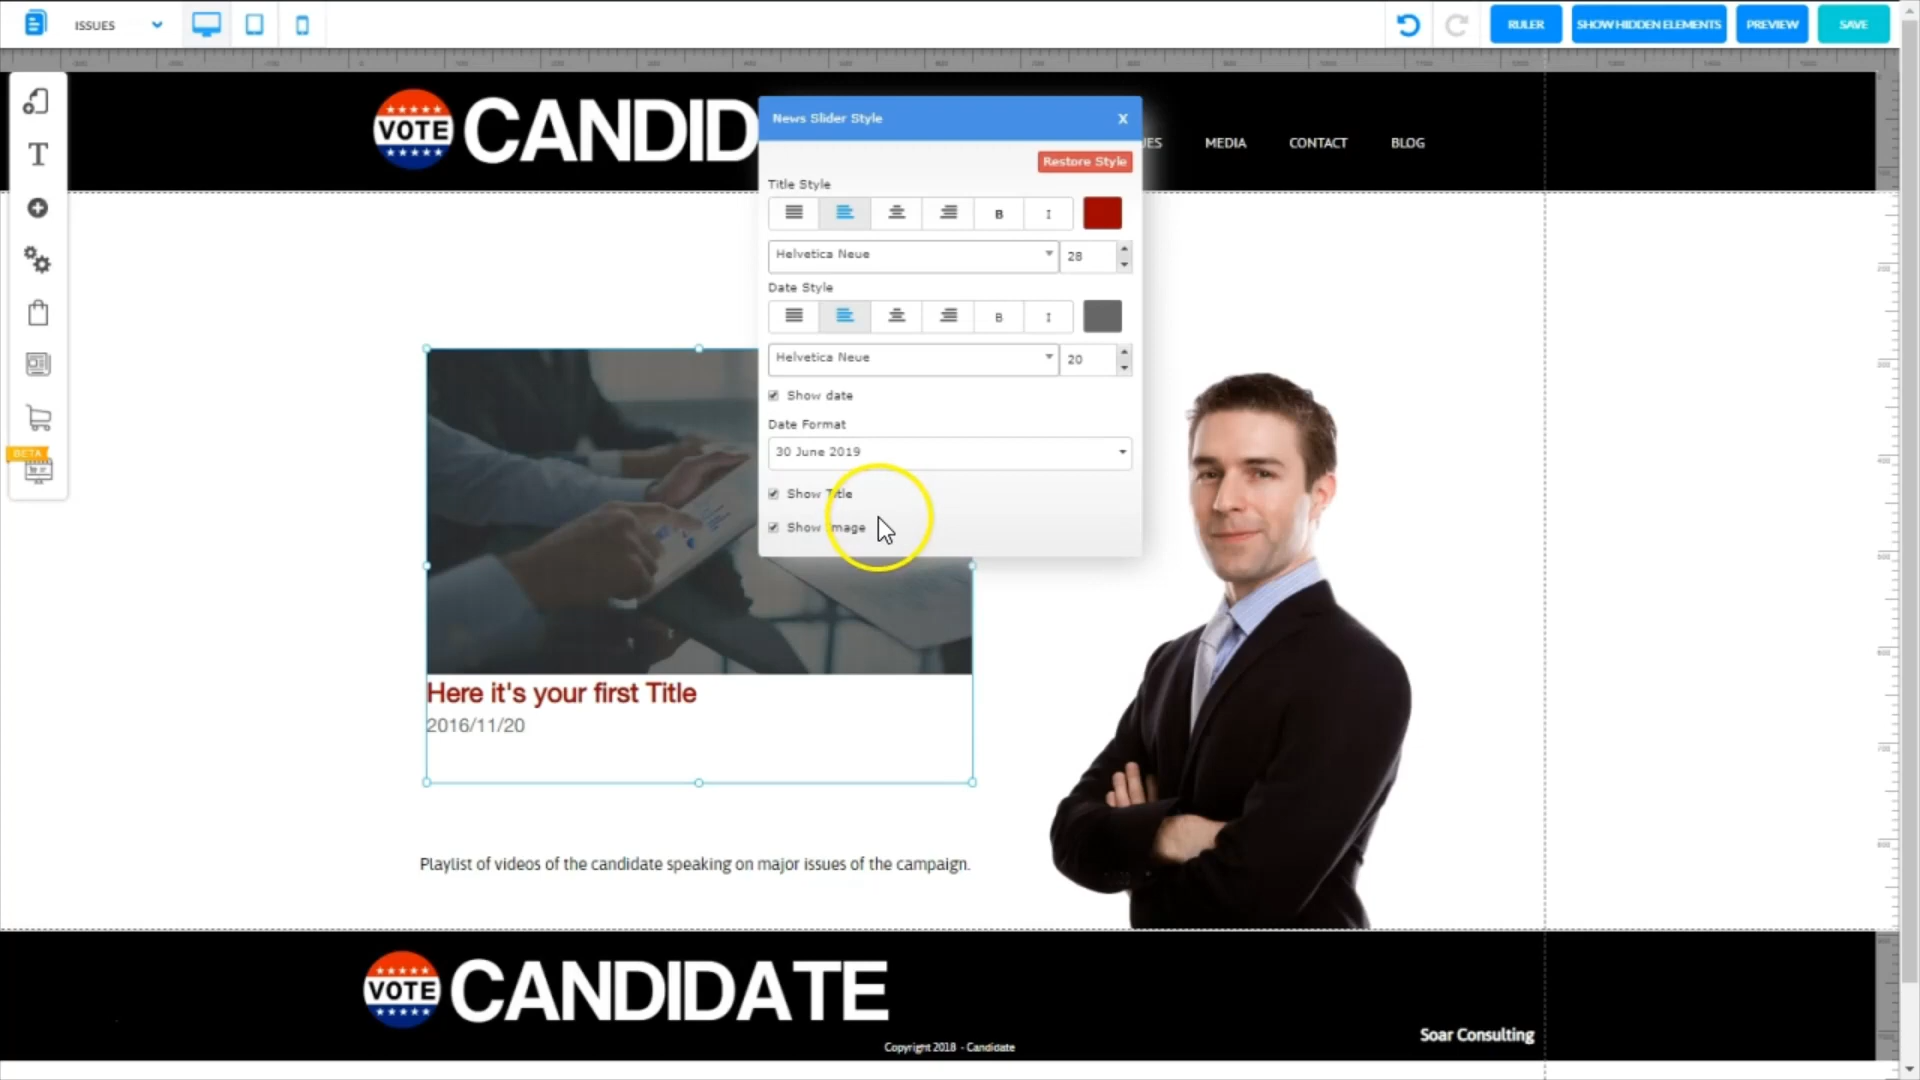 ISSUES
RULER
SHOW HIDDEN ELEMENTS
PREVIEW
SAVE
VOTE
CANDID
MEDIA
CONTACT
BLOG
News Slider Style
X
Restore Style
Title Style
B
I
Helvetica Neue
28
Date Style
B
I
Helvetica Neue
20
Show date
Date Format
30 June 2019
Show Title
Show Image
T
BETA
Here it's your first Title
2016/11/20
Playlist of videos of the candidate speaking on major issues of the campaign.
VOTE
CANDIDATE
Soar Consulting
Copyright 2018 - Candidate